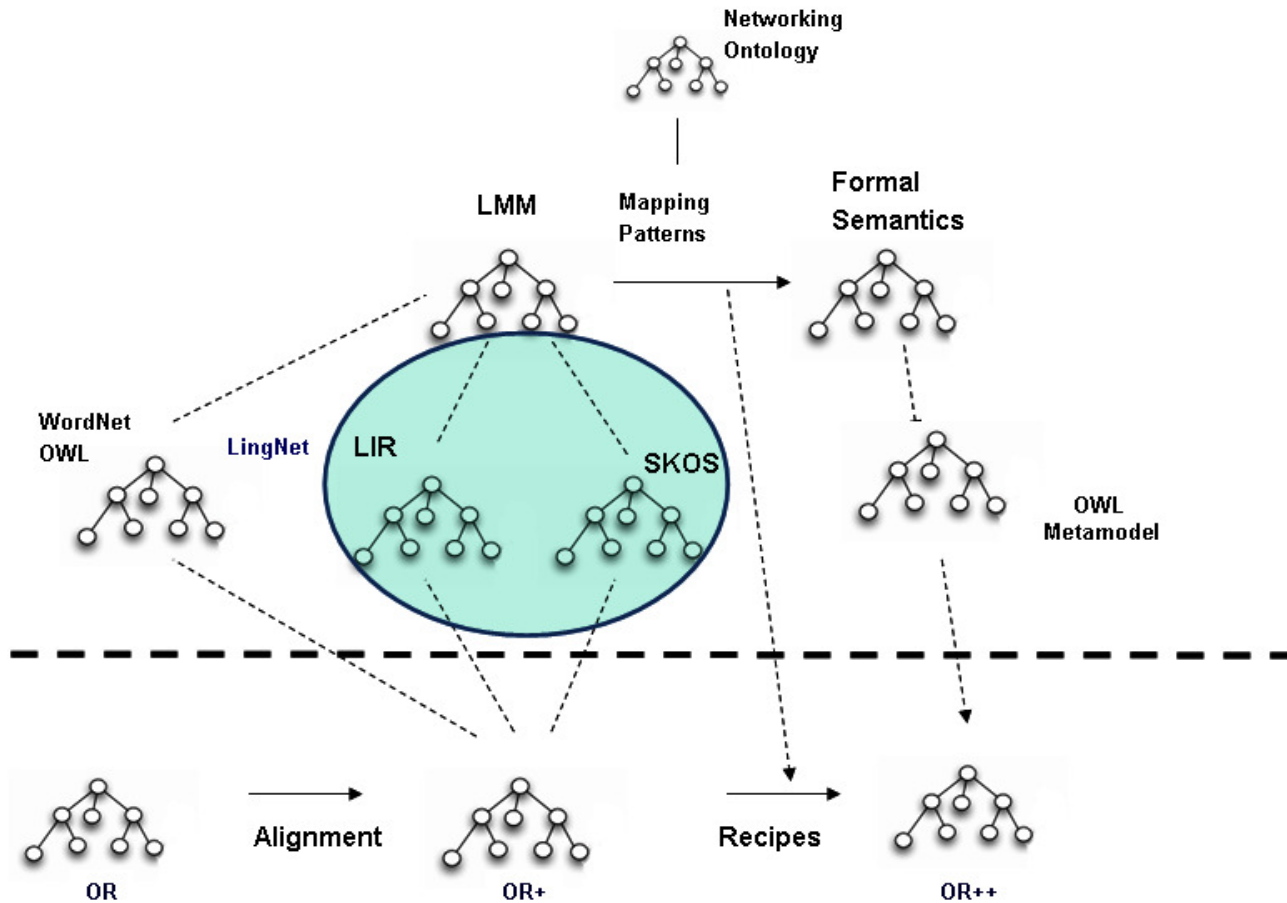 Networking
Ontology
LMM
Mapping
Patterns
Formal
Semantics
WordNet
OWL
LingNet
LIR
SKOS
OWL
Metamodel
Alignment
Recipes
OR
OR+
OR++